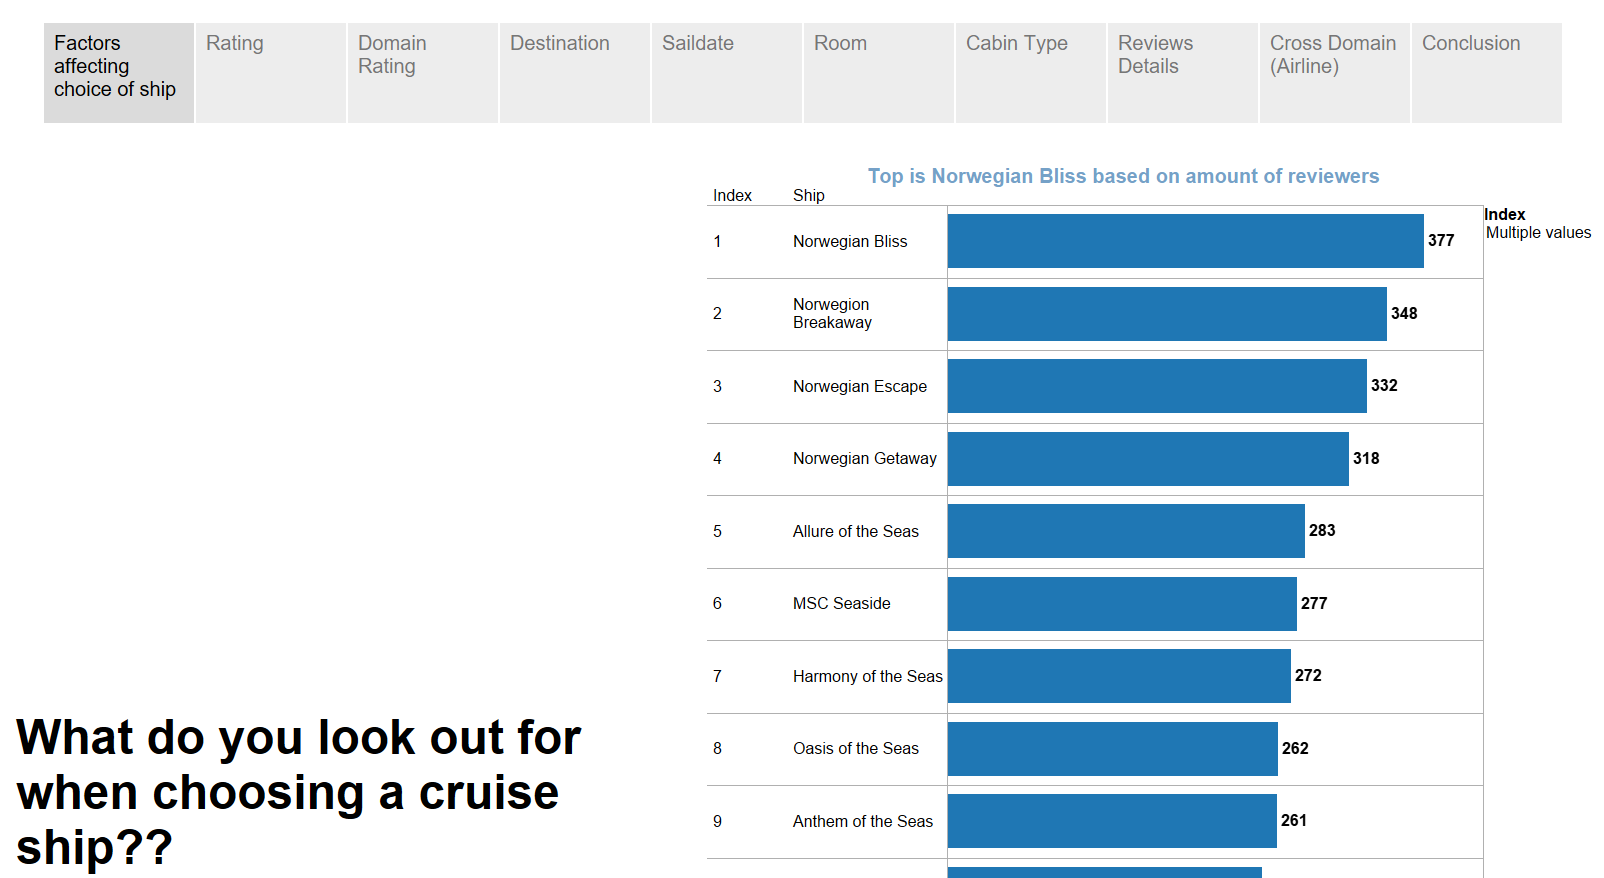 Factors
affecting
choice of ship
Rating
Domain
Rating
Destination
Saildate
Room
Cabin Type
Reviews
Details
Cross Domain
(Airline)
Conclusion
Top is Norwegian Bliss based on amount of reviewers
Index Ship
1 Norwegian Bliss 377
2 Norwegion
Breakaway 348
3 Norwegian Escape 332
4 Norwegian Getaway 318
5 Allure of the Seas 283
6 MSC Seaside 277
7 Harmony of the Seas 272
8 Oasis of the Seas 262
9 Anthem of the Seas 261
Index
Multiple values
What do you look out for
when choosing a cruise
ship??